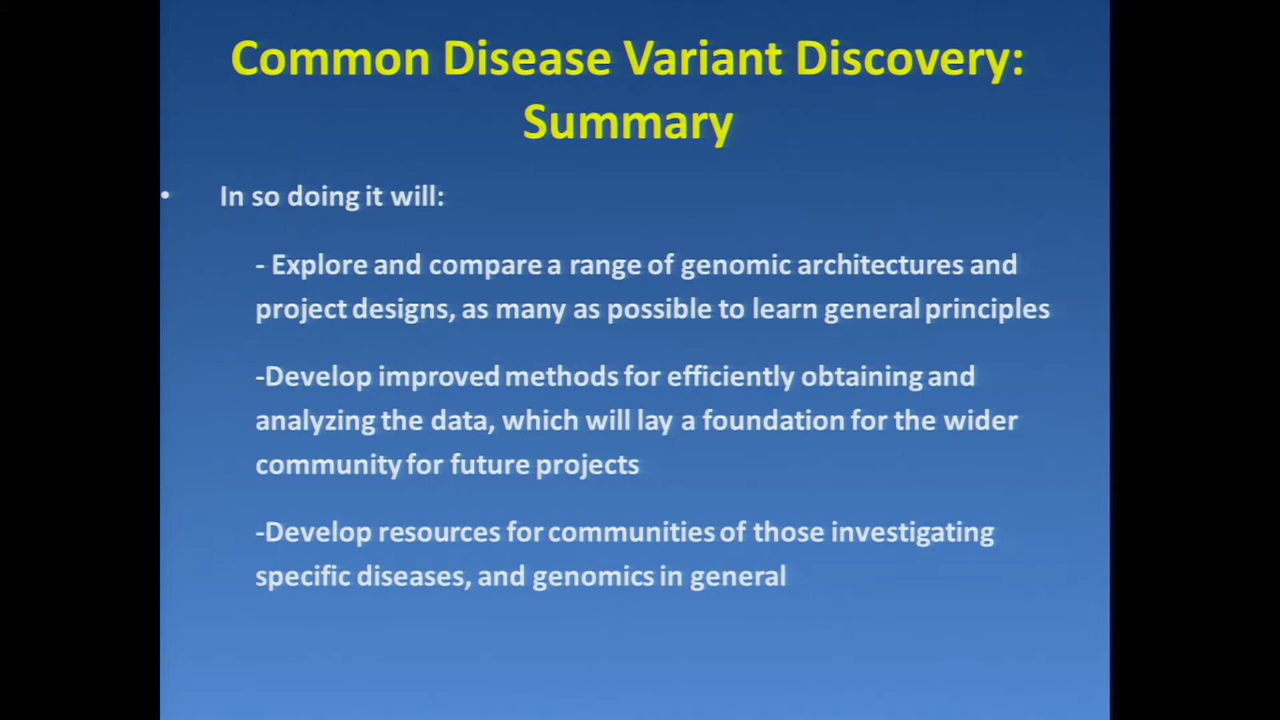 Common Disease Variant Discovery:
Summary
• In so doing it will:
- Explore and compare a range of genomic architectures and
project designs, as many as possible to learn general principles
-Develop improved methods for efficiently obtaining and
analyzing the data, which will lay a foundation for the wider
community for future projects
-Develop resources for communities of those investigating
specific diseases, and genomics in general